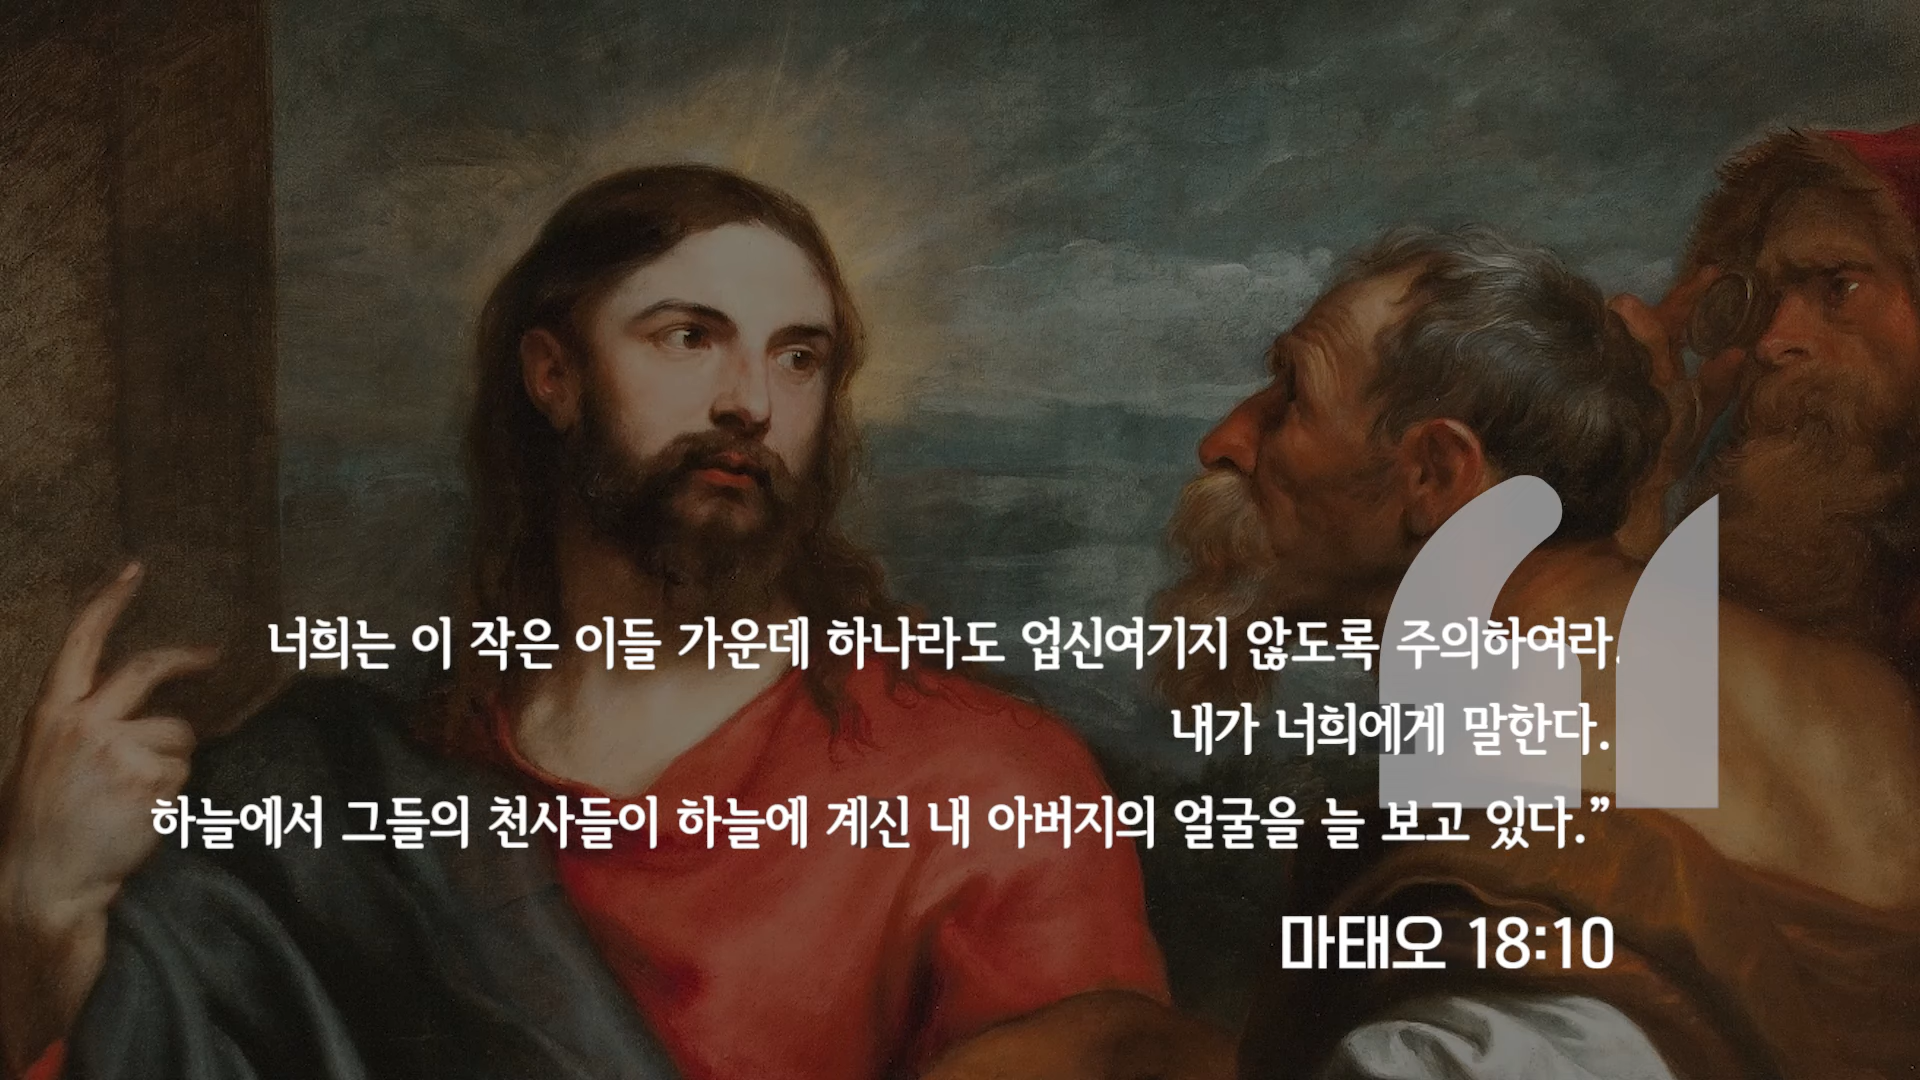 너희는 이 작은 이들 가운데 하나라도 업신여기지 않도록 주의하여라.
내가 너희에게 말한다.
하늘에서 그들의 천사들이 하늘에 계신 내 아버지의 얼굴을 늘 보고 있다.”
마태오 18:10